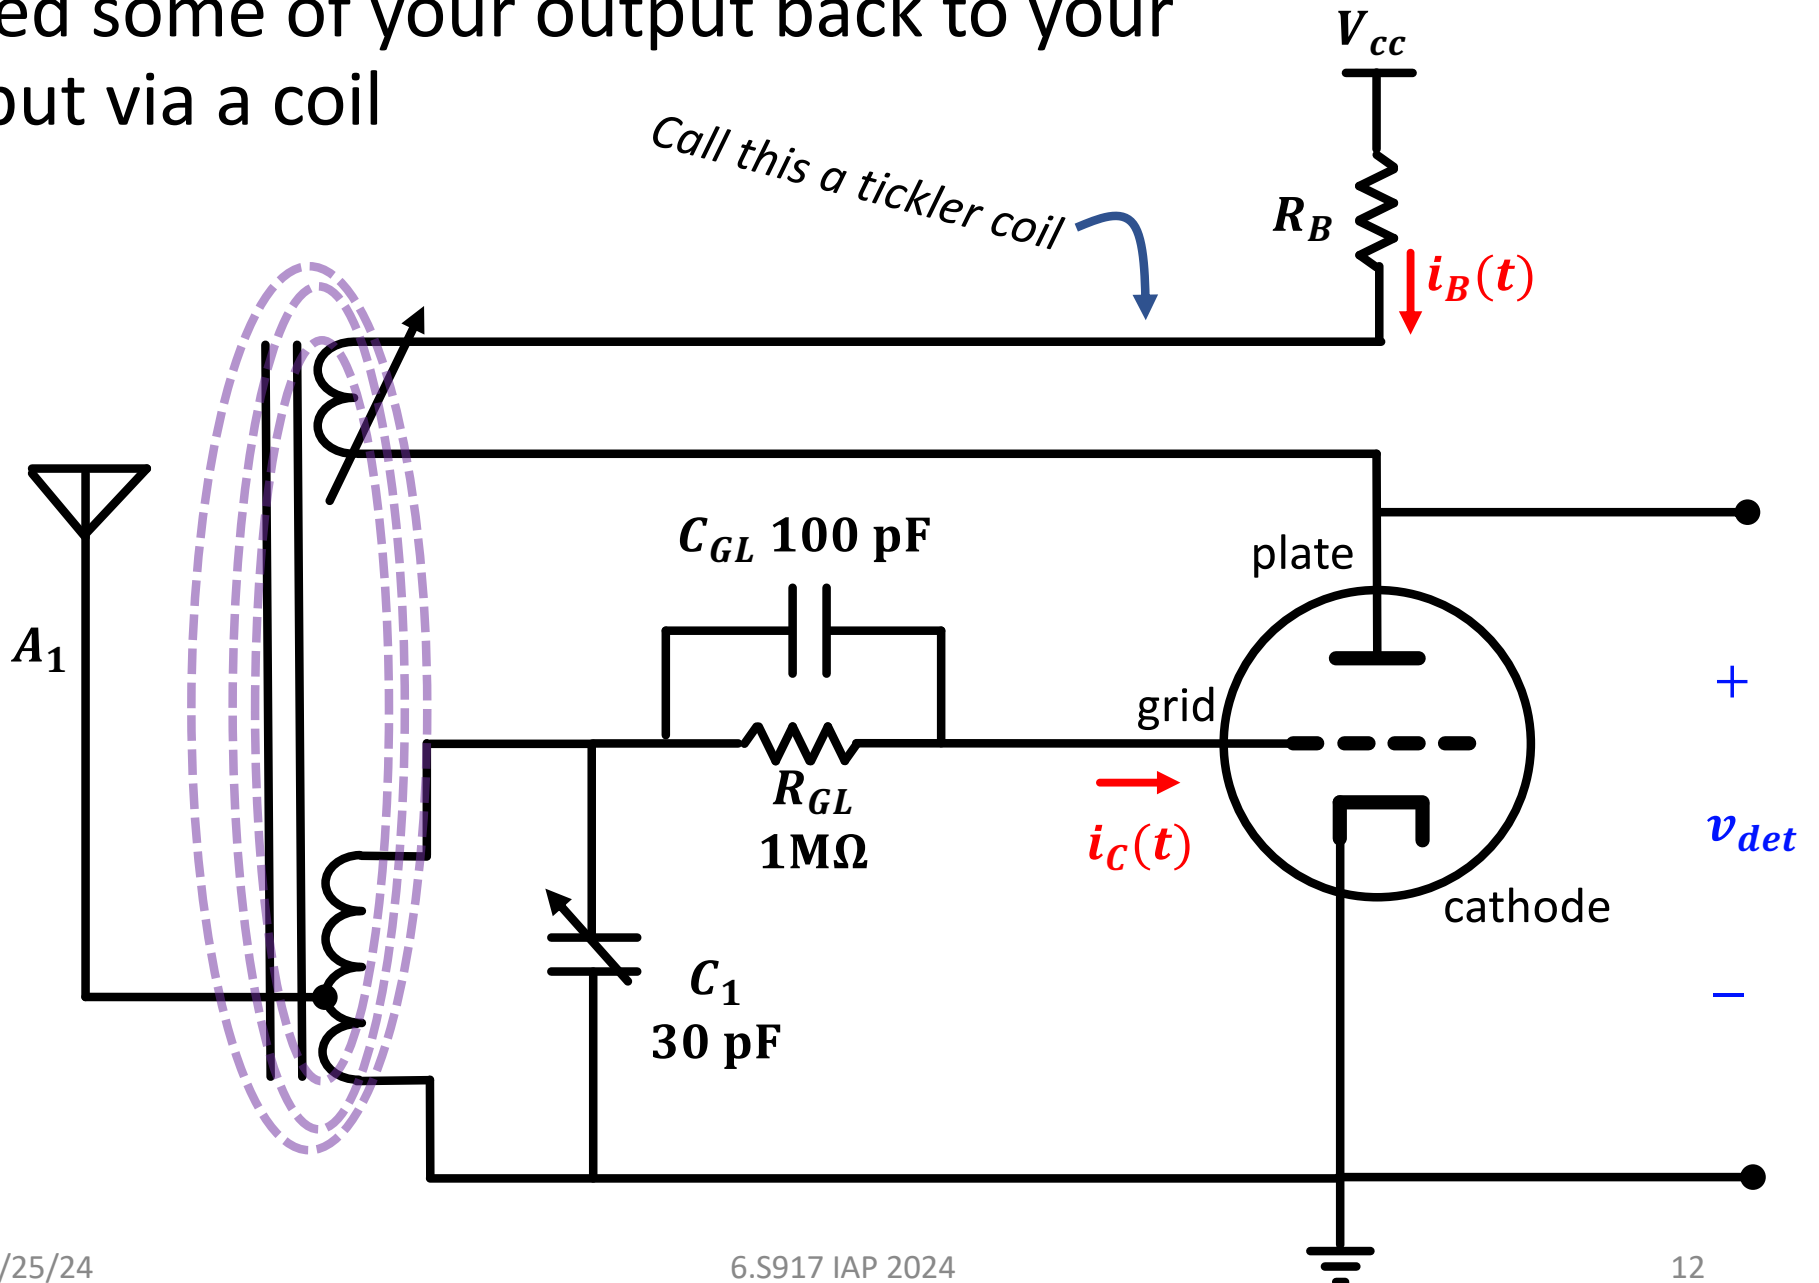 ed some of your output back to your
put via a coil
V_cc
Call this a tickler coil
R_B
i_B(t)
C_GL 100 pF
plate
A_1
grid
R_GL
1MΩ
i_C(t)
+
v_det
cathode
C_1
30 pF
−
/25/24
6.S917 IAP 2024
12